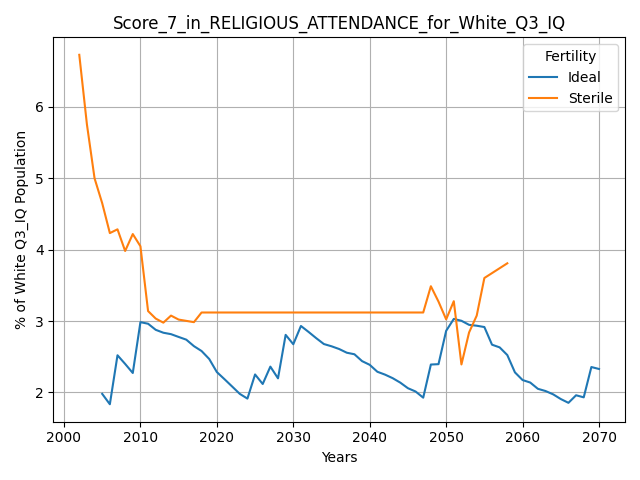 Score_7_in_RELIGIOUS_ATTENDANCE_for_White_Q3_IQ
Fertility
Ideal
Sterile
% of White Q3_IQ Population
6
5
4
3
2
2000 2010 2020 2030 2040 2050 2060 2070
Years